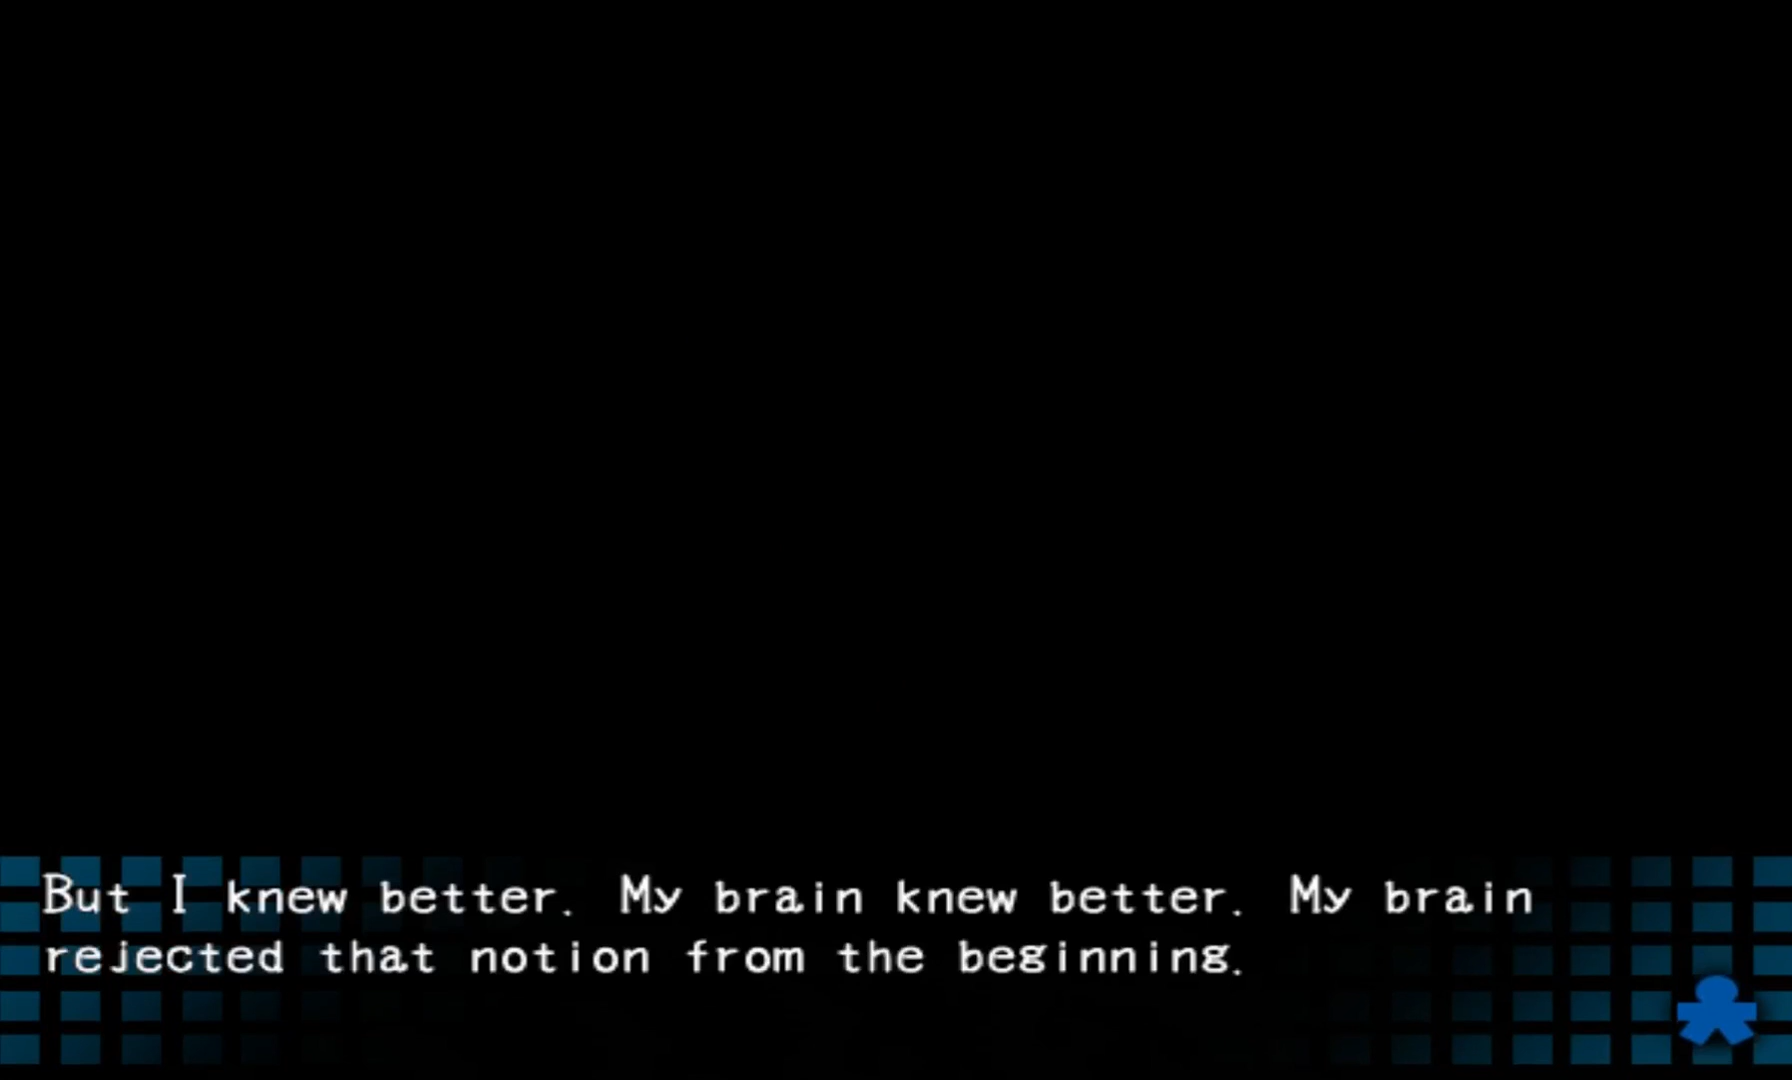 But I knew better. My brain knew better. My brain
rejected that notion from the beginning.